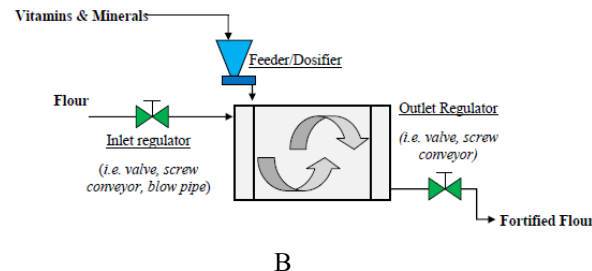 Vitamins & Minerals
Feeder/Dosifier
Flour
Inlet regulator
(i.e. valve, screw
conveyor, blow pipe)
Outlet Regulator
(i.e. valve, screw
conveyor)
Fortified Flour
B